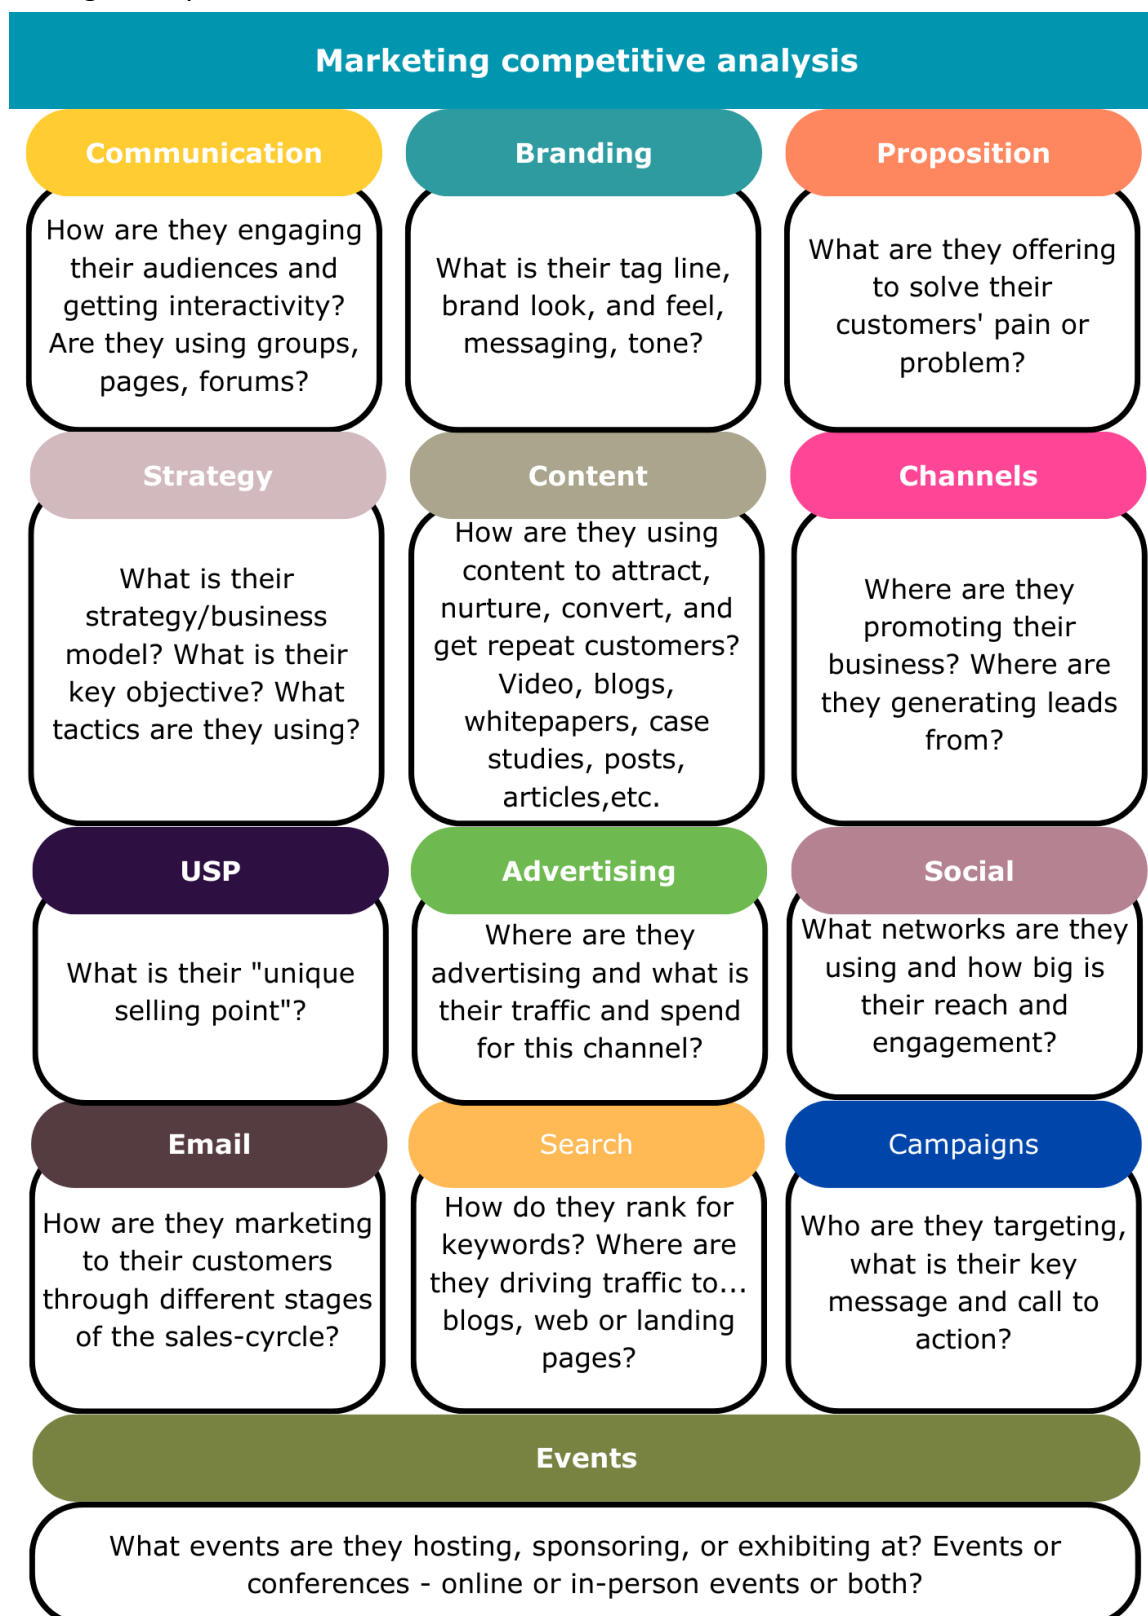 Marketing competitive analysis
Communication
How are they engaging
their audiences and
getting interactivity?
Are they using groups,
pages, forums?
Branding
What is their tag line,
brand look, and feel,
messaging, tone?
Proposition
What are they offering
to solve their
customers' pain or
problem?
Strategy
What is their
strategy/business
model? What is their
key objective? What
tactics are they using?
Content
How are they using
content to attract,
nurture, convert, and
get repeat customers?
Video, blogs,
whitepapers, case
studies, posts,
articles,etc.
Channels
Where are they
promoting their
business? Where are
they generating leads
from?
USP
What is their "unique
selling point"?
Advertising
Where are they
advertising and what is
their traffic and spend
for this channel?
Social
What networks are they
using and how big is
their reach and
engagement?
Email
How are they marketing
to their customers
through different stages
of the sales-cyrcle?
Search
How do they rank for
keywords? Where are
they driving traffic to...
blogs, web or landing
pages?
Campaigns
Who are they targeting,
what is their key
message and call to
action?
Events
What events are they hosting, sponsoring, or exhibiting at? Events or
conferences - online or in-person events or both?